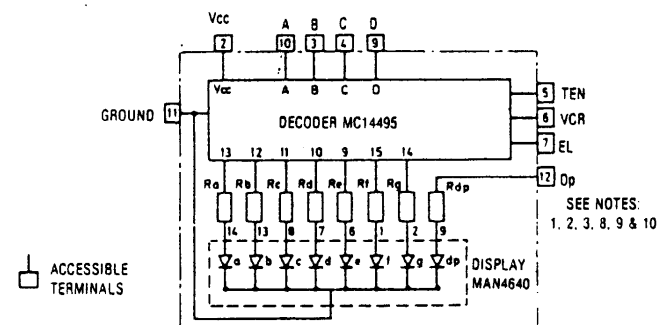 Vcc A B C D
2 10 3 4 9
Vcc A B C D
5 TEN
GROUND 11
DECODER MC14495
6 VCR
7 EL
13 12 11 10 9 15 14
12 Dp
Ra Rb Rc Rd Re Rf Rg Rdp
SEE NOTES:
1, 2, 3, 8, 9 & 10
14 13 8 7 6 1 2 9
a b c d e f g dp
DISPLAY
MAN4640
ACCESSIBLE
TERMINALS